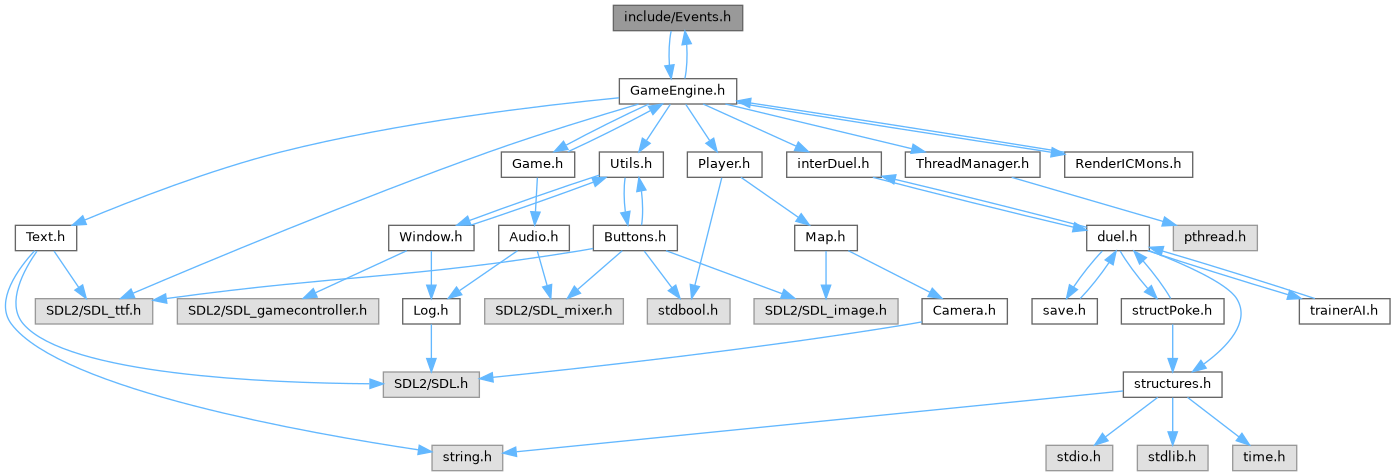 include/Events.h
GameEngine.h
Game.h
Utils.h
Player.h
interDuel.h
ThreadManager.h
RenderICMons.h
Text.h
Window.h
Audio.h
Buttons.h
Map.h
duel.h
pthread.h
SDL2/SDL_ttf.h
SDL2/SDL_gamecontroller.h
Log.h
SDL2/SDL_mixer.h
stdbool.h
SDL2/SDL_image.h
Camera.h
save.h
structPoke.h
trainerAI.h
SDL2/SDL.h
structures.h
string.h
stdio.h
stdlib.h
time.h